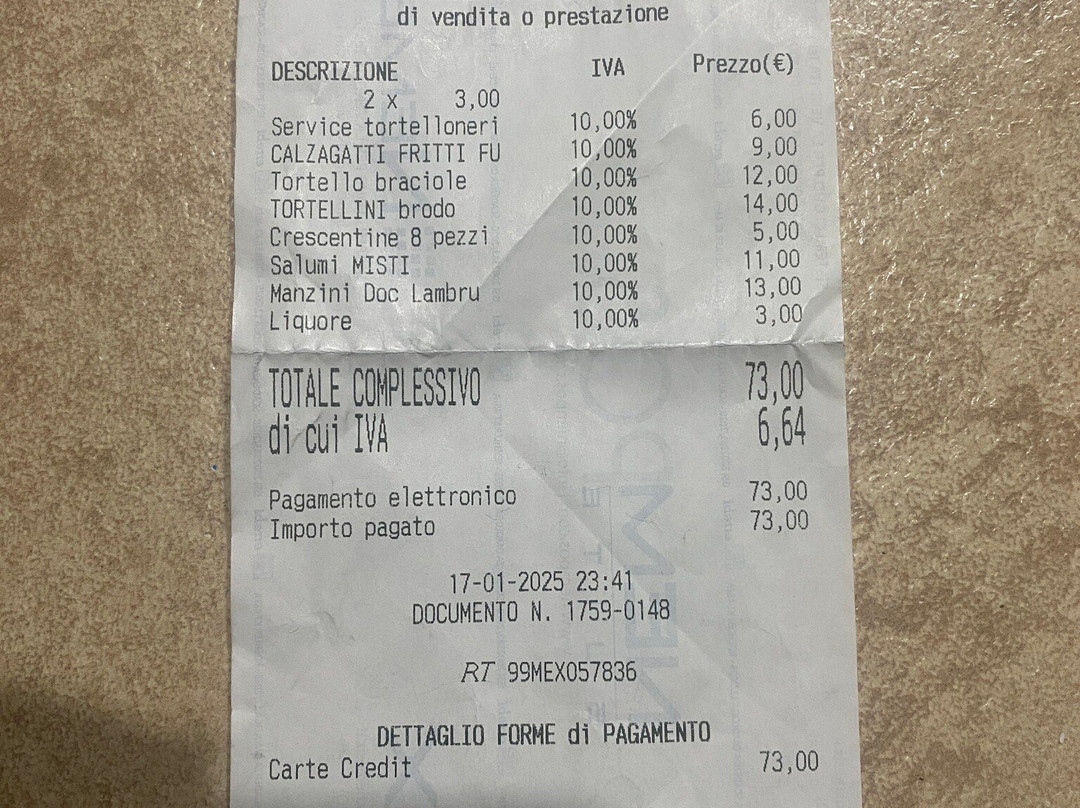 di vendita o prestazione
DESCRIZIONE IVA Prezzo(€)
2 x 3,00
Service tortelloneri 10,00% 6,00
CALZAGATTI FRITTI FU 10,00% 9,00
Tortello braciole 10,00% 12,00
TORTELLINI brodo 10,00% 14,00
Crescentine 8 pezzi 10,00% 5,00
Salumi MISTI 10,00% 11,00
Manzini Doc Lambru 10,00% 13,00
Liquore 10,00% 3,00
TOTALE COMPLESSIVO 73,00
di cui IVA 6,64
Pagamento elettronico 73,00
Importo pagato 73,00
17-01-2025 23:41
DOCUMENTO N. 1759-0148
RT 99MEX057836
DETTAGLIO FORME di PAGAMENTO
Carte Credit 73,00